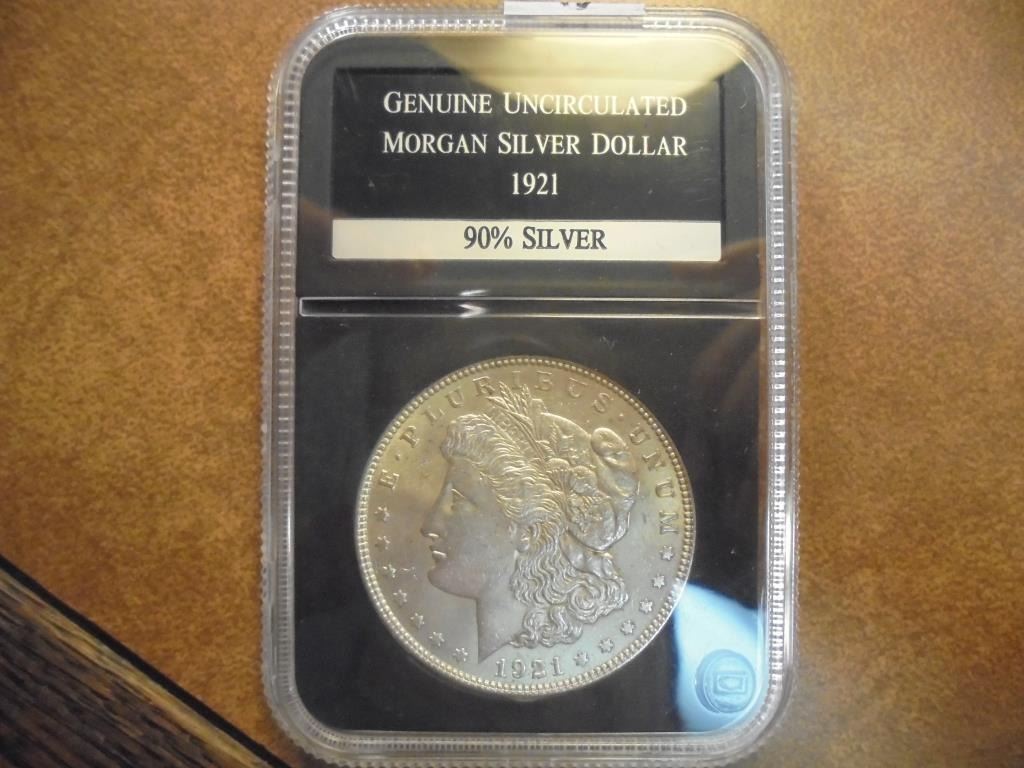 GENUINE UNCIRCULATED
MORGAN SILVER DOLLAR
1921
90% SILVER
E·PLURIBUS·UNUM
1921